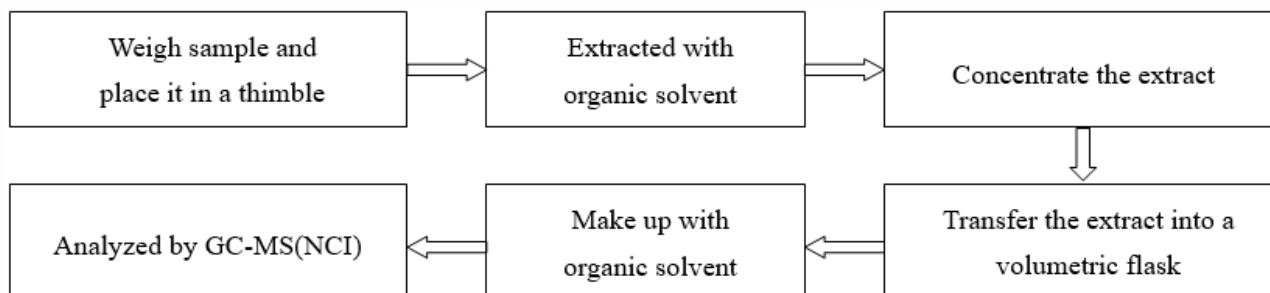 Weigh sample and
place it in a thimble
Extracted with
organic solvent
Concentrate the extract
Transfer the extract into a
volumetric flask
Make up with
organic solvent
Analyzed by GC-MS(NCI)